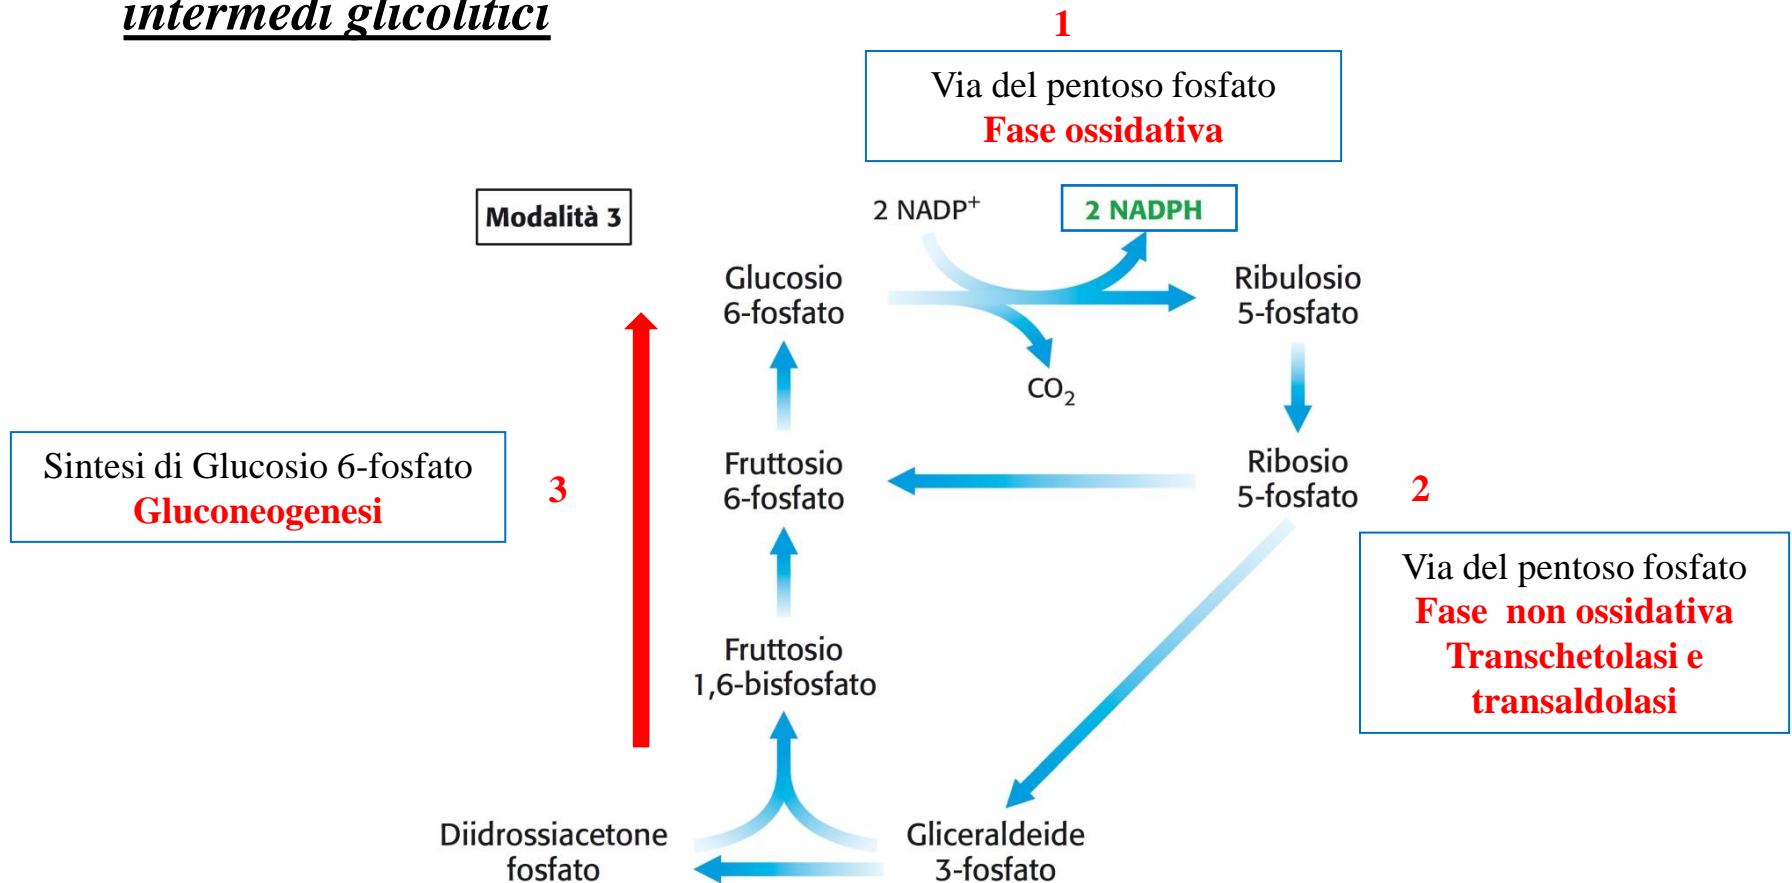 intermedi glicolitici
1
Via del pentoso fosfato
Fase ossidativa
Modalità 3
2 NADP⁺
2 NADPH
Glucosio
6-fosfato
Ribulosio
5-fosfato
CO₂
Sintesi di Glucosio 6-fosfato
Gluconeogenesi
3
Fruttosio
6-fosfato
Ribosio
5-fosfato
2
Via del pentoso fosfato
Fase non ossidativa
Transchetolasi e
transaldolasi
Fruttosio
1,6-bisfosfato
Diidrossiacetone
fosfato
Gliceraldeide
3-fosfato